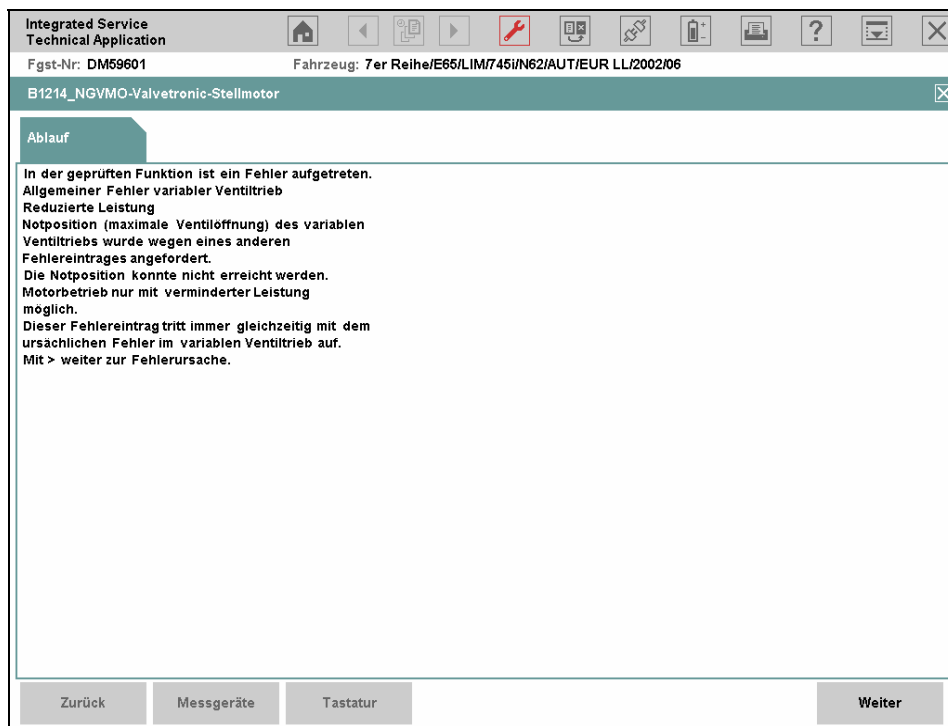 Integrated Service
Technical Application
Fgst-Nr: DM59601 Fahrzeug: 7er Reihe/E65/LIM/745i/N62/AUT/EUR LL/2002/06
B1214_NGVMO-Valvetronic-Stellmotor
Ablauf
In der geprüften Funktion ist ein Fehler aufgetreten.
Allgemeiner Fehler variabler Ventiltrieb
Reduzierte Leistung
Notposition (maximale Ventilöffnung) des variablen
Ventiltriebs wurde wegen eines anderen
Fehlereintrages angefordert.
Die Notposition konnte nicht erreicht werden.
Motorbetrieb nur mit verminderter Leistung
möglich.
Dieser Fehlereintrag tritt immer gleichzeitig mit dem
ursächlichen Fehler im variablen Ventiltrieb auf.
Mit > weiter zur Fehlerursache.
Zurück Messgeräte Tastatur Weiter